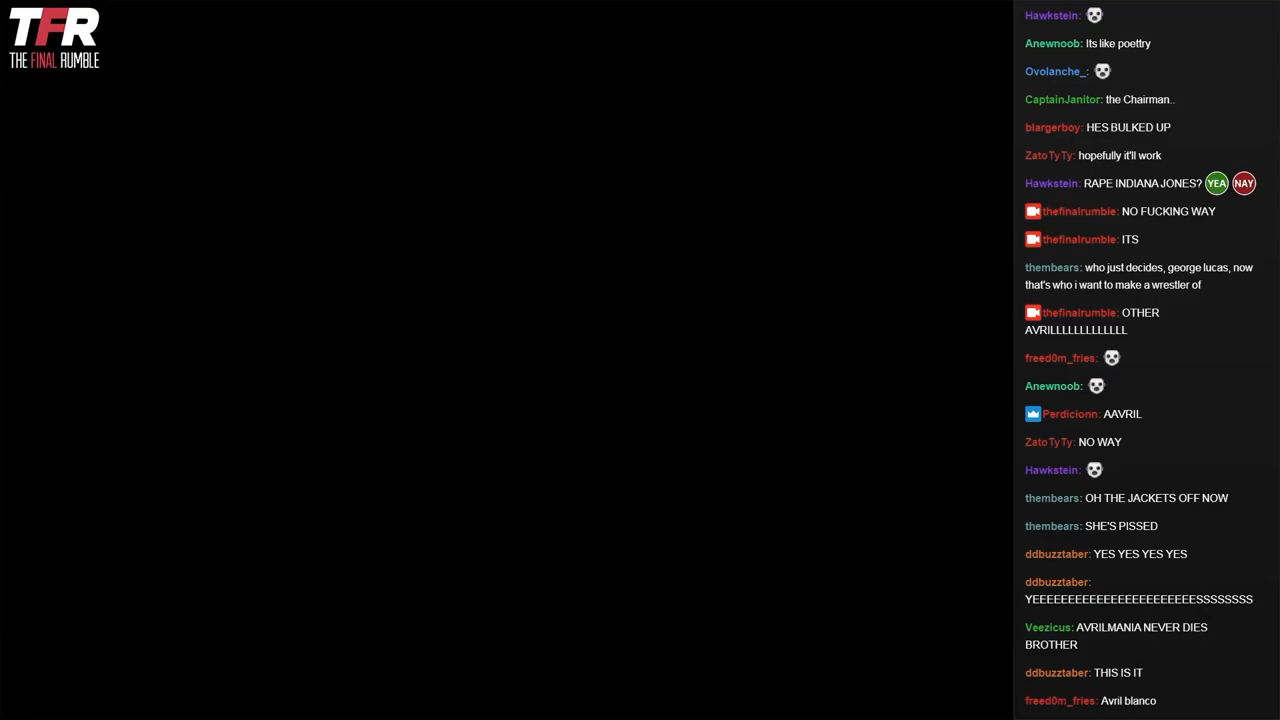 TFR
THE FINAL RUMBLE
Hawkstein:
Anewnoob: Its like poettry
Ovolanche_:
CaptainJanitor: the Chairman..
blargerboy: HES BULKED UP
ZatoTyTy: hopefully it'll work
Hawkstein: RAPE INDIANA JONES? YEA NAY
thefinalrumble: NO FUCKING WAY
thefinalrumble: ITS
thembears: who just decides, george lucas, now
that's who i want to make a wrestler of
thefinalrumble: OTHER
AVRILLLLLLLLLLLL
freed0m_fries:
Anewnoob:
Perdicionn: AAVRIL
ZatoTyTy: NO WAY
Hawkstein:
thembears: OH THE JACKETS OFF NOW
thembears: SHE'S PISSED
ddbuzztaber: YES YES YES YES
ddbuzztaber:
YEEEEEEEEEEEEEEEEEEEEEEESSSSSSSS
Veezicus: AVRILMANIA NEVER DIES
BROTHER
ddbuzztaber: THIS IS IT
freed0m_fries: Avril blanco